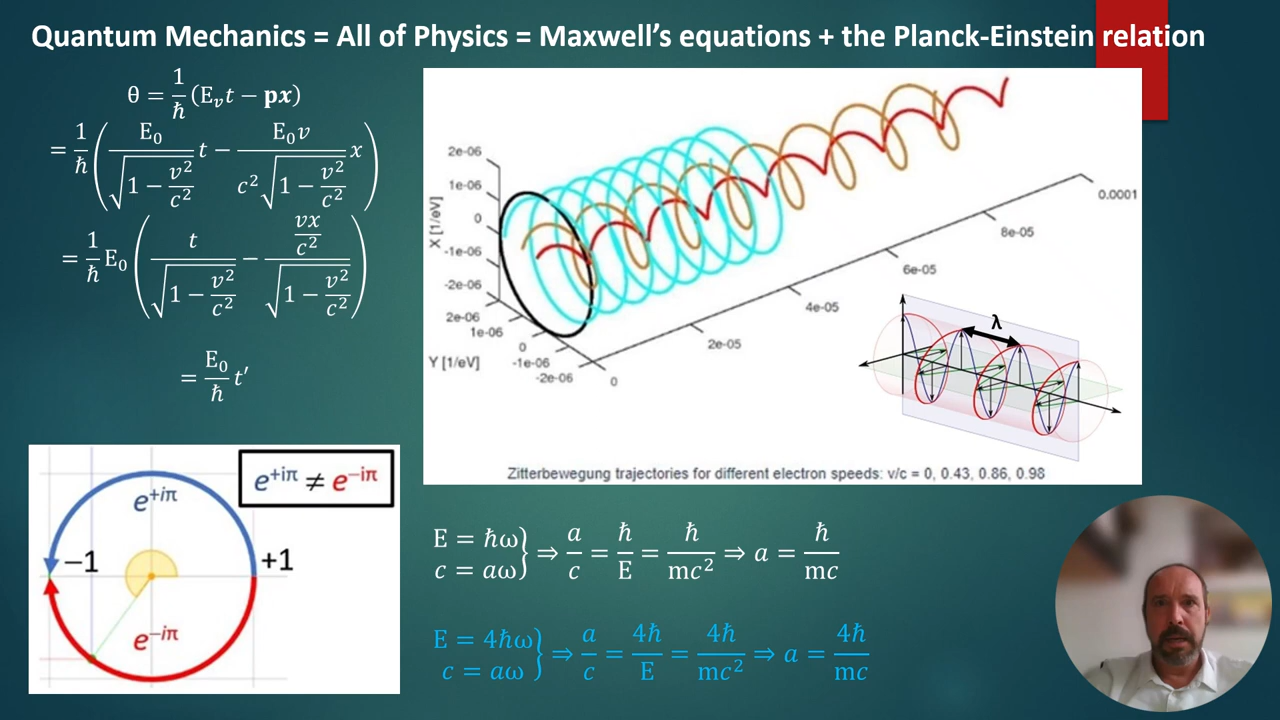 Quantum Mechanics = All of Physics = Maxwell's equations + the Planck-Einstein relation
θ = 1/ħ (E_v t − 𝐩𝒙)
= 1/ħ ( E₀ / √(1 − v²/c²) t − E₀v / (c²√(1 − v²/c²)) x )
= 1/ħ E₀ ( t / √(1 − v²/c²) − (vx/c²) / √(1 − v²/c²) )
= E₀/ħ t′
2e-06
1e-06
0
-1e-06
-2e-06
X [1/eV]
2e-06
1e-06
0
-1e-06
-2e-06
Y [1/eV]
0
2e-05
4e-05
6e-05
8e-05
0.0001
λ
Zitterbewegung trajectories for different electron speeds: v/c = 0, 0.43, 0.86, 0.98
e⁺ⁱπ ≠ e⁻ⁱπ
e⁺ⁱπ
−1
+1
e⁻ⁱπ
E = ħω
c = aω } ⇒ a/c = ħ/E = ħ/mc² ⇒ a = ħ/mc
E = 4ħω
c = aω } ⇒ a/c = 4ħ/E = 4ħ/mc² ⇒ a = 4ħ/mc